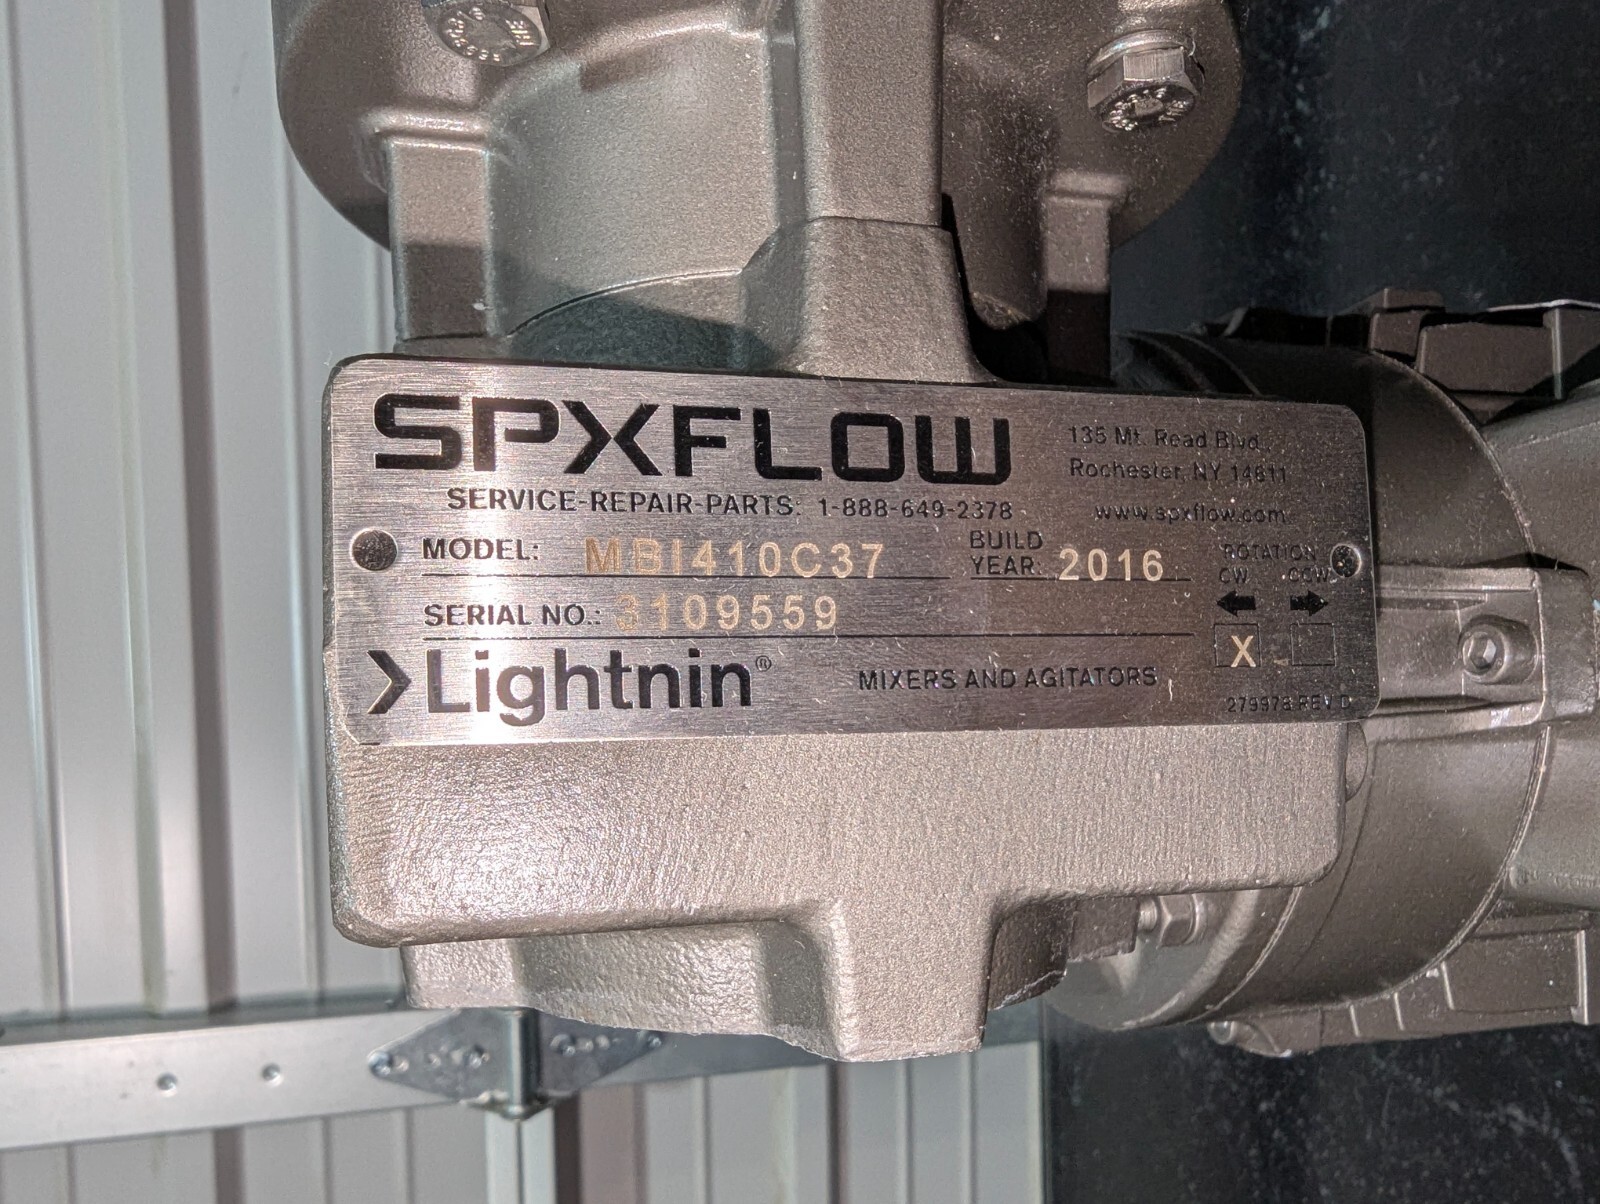 SPXFLOW
135 Mt. Read Blvd.
Rochester, NY 14611
SERVICE-REPAIR-PARTS: 1-888-649-2378
www.spxflow.com
MODEL: MBI410C37
BUILD YEAR: 2016
ROTATION
CW CCW
SERIAL NO.: 3109559
X
>Lightnin®
MIXERS AND AGITATORS
279978 REV D